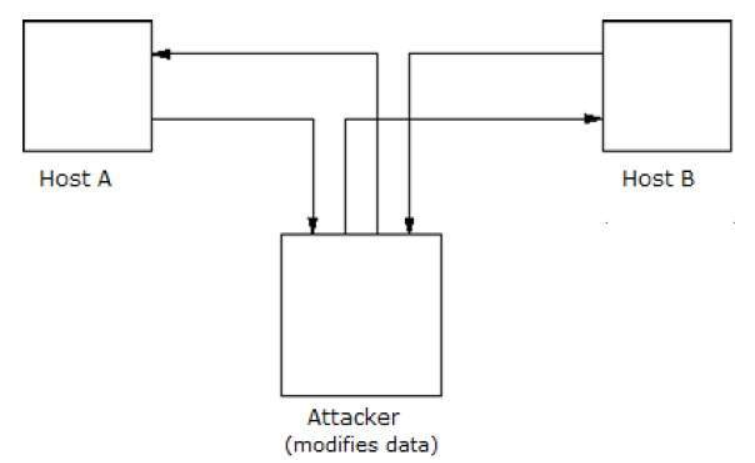 Host A
Host B
Attacker
(modifies data)